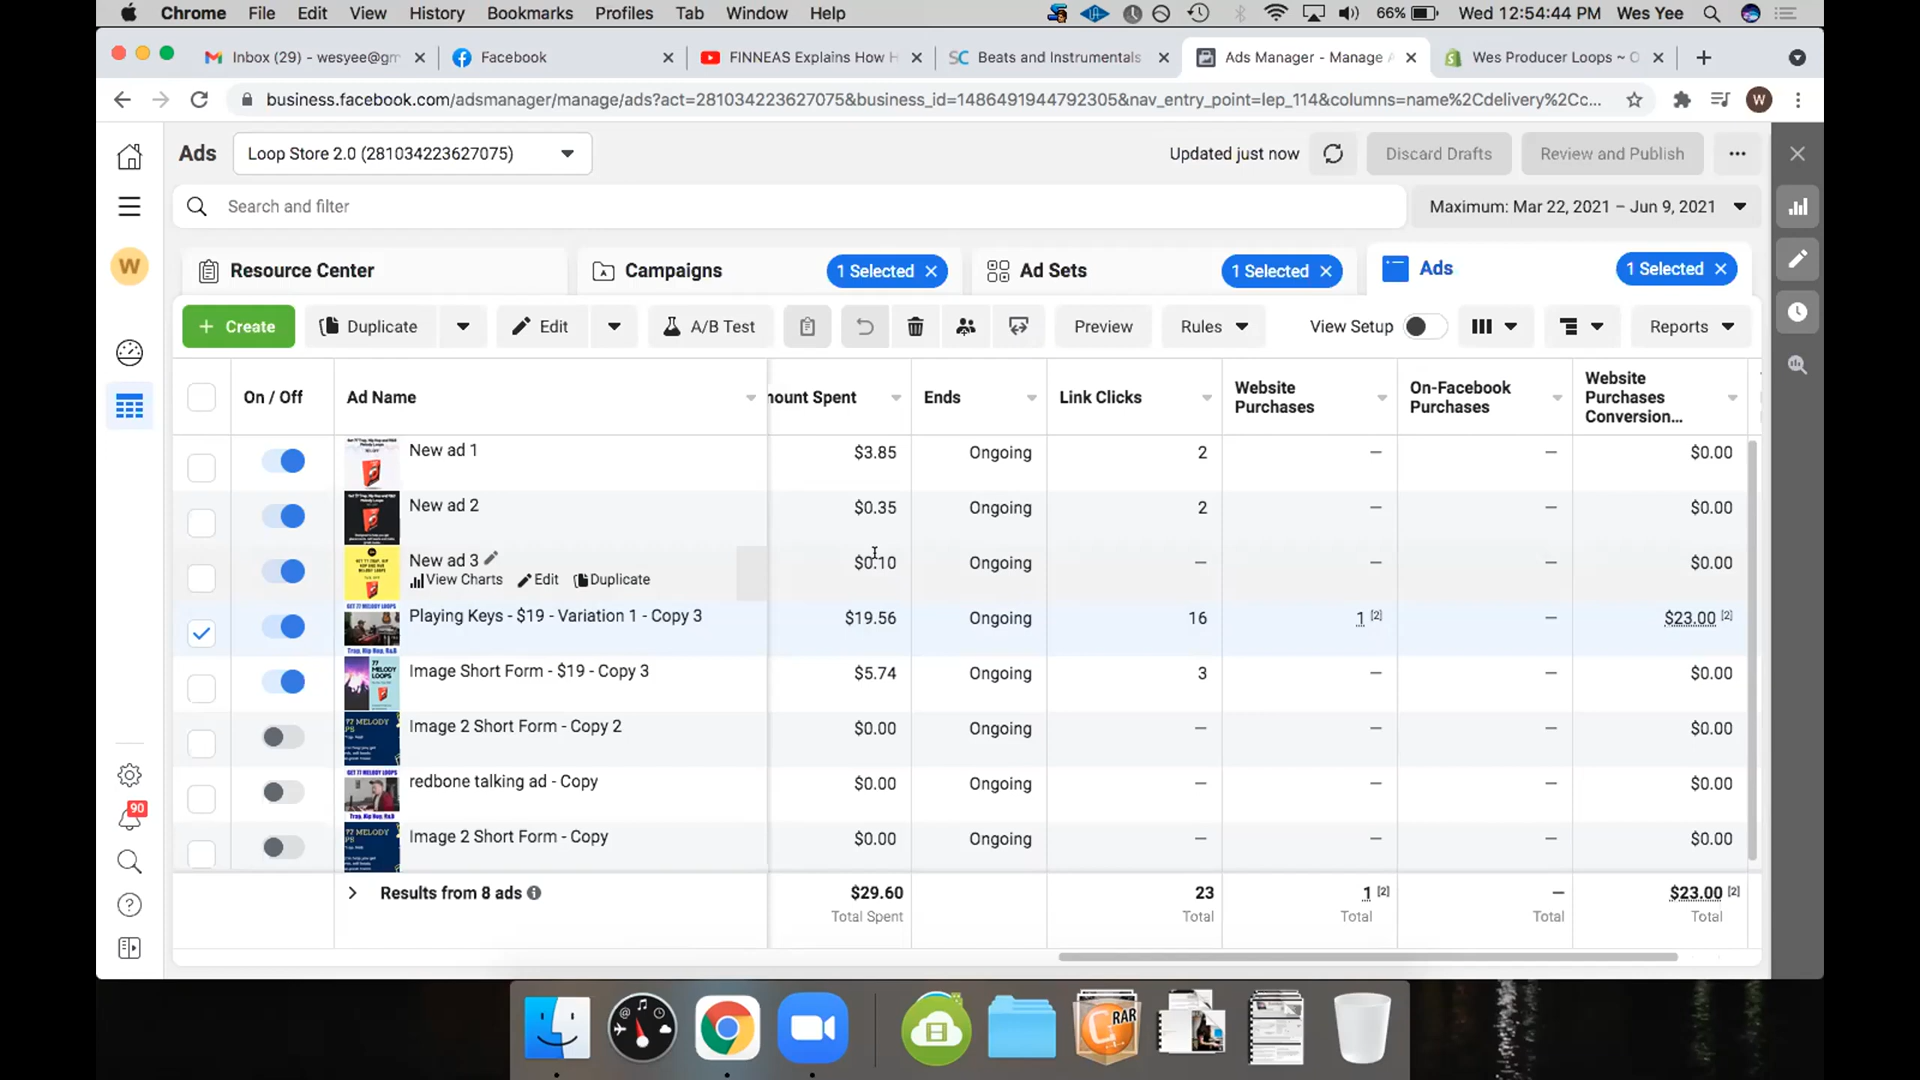 Chrome File Edit View History Bookmarks Profiles Tab Window Help 66% Wed 12:54:44 PM Wes Yee
Inbox (29) - wesyee@gm Facebook FINNEAS Explains How H SC Beats and Instrumentals Ads Manager - Manage A Wes Producer Loops ~ O
business.facebook.com/adsmanager/manage/ads?act=281034223627075&business_id=1486491944792305&nav_entry_point=lep_114&columns=name%2Cdelivery%2Cc... W
Ads Loop Store 2.0 (281034223627075) Updated just now Discard Drafts Review and Publish
Search and filter Maximum: Mar 22, 2021 – Jun 9, 2021
W
Resource Center Campaigns 1 Selected Ad Sets 1 Selected Ads 1 Selected
+ Create Duplicate Edit A/B Test Preview Rules View Setup Reports
On / Off Ad Name nount Spent Ends Link Clicks Website Purchases On-Facebook Purchases Website Purchases Conversion...
New ad 1 $3.85 Ongoing 2 — — $0.00
New ad 2 $0.35 Ongoing 2 — — $0.00
New ad 3 $0.10 Ongoing — — — $0.00
View Charts Edit Duplicate
Playing Keys - $19 - Variation 1 - Copy 3 $19.56 Ongoing 16 1 [2] — $23.00 [2]
Image Short Form - $19 - Copy 3 $5.74 Ongoing 3 — — $0.00
Image 2 Short Form - Copy 2 $0.00 Ongoing — — — $0.00
redbone talking ad - Copy $0.00 Ongoing — — — $0.00
Image 2 Short Form - Copy $0.00 Ongoing — — — $0.00
90
Results from 8 ads $29.60 23 1 [2] — $23.00 [2]
Total Spent Total Total Total Total
RAR